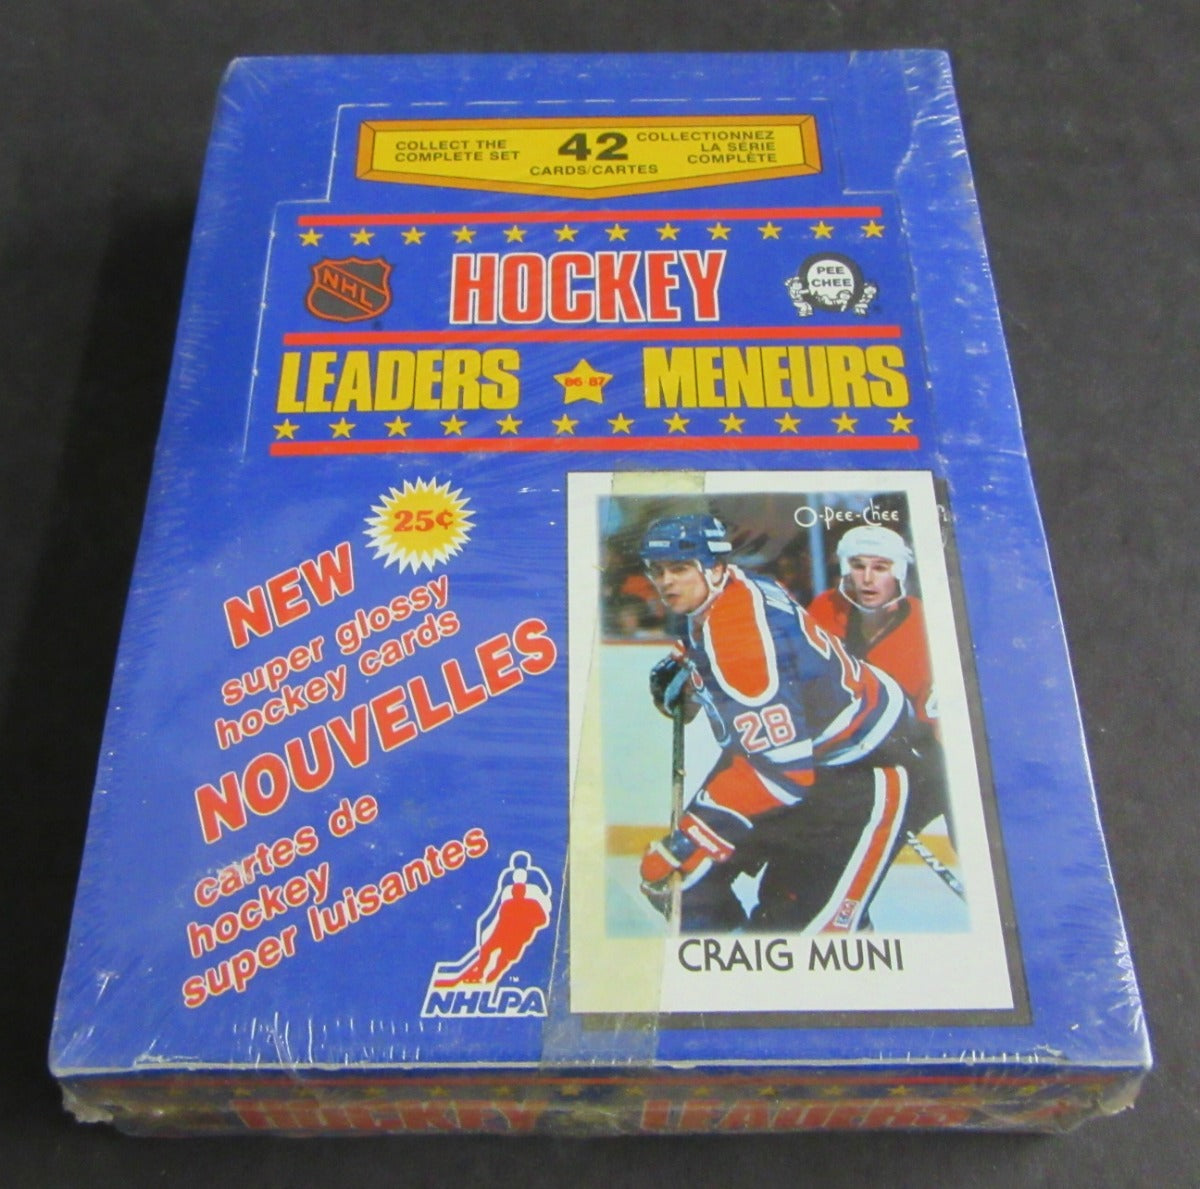 COLLECT THE
COMPLETE SET
42
CARDS/CARTES
COLLECTIONNEZ
LA SÉRIE
COMPLÈTE
NHL
HOCKEY
PEE
CHEE
LEADERS
86-87
MENEURS
25¢
NEW
super glossy
hockey cards
NOUVELLES
cartes de
hockey
super luisantes
NHLPA
TM
O-Pee-Chee
28
CRAIG MUNI
HOCKEY LEADERS